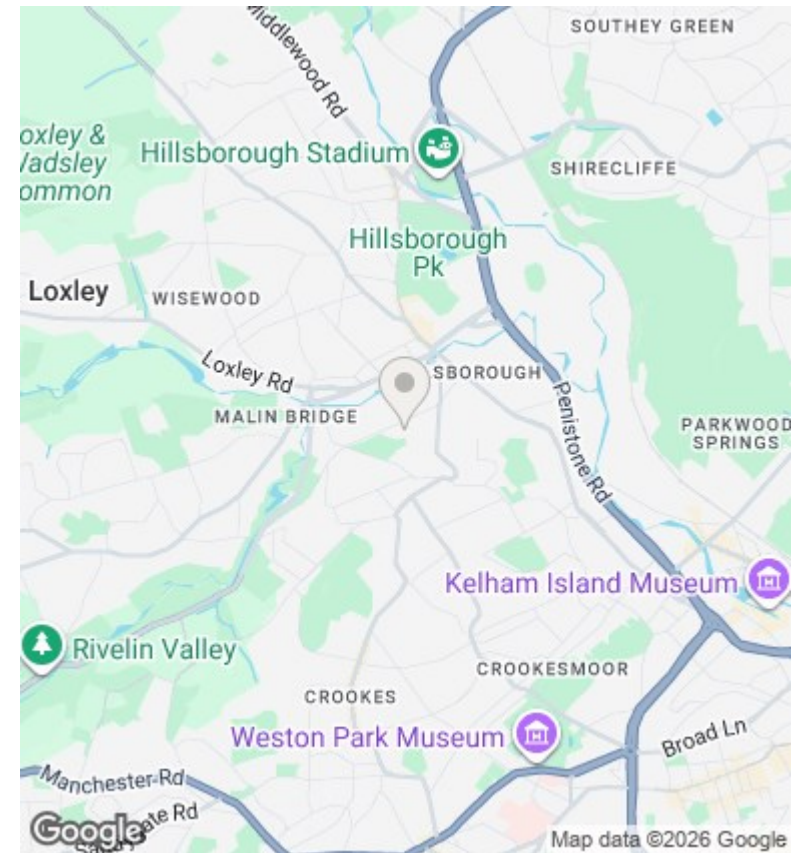 Middlewood Rd
SOUTHEY GREEN
oxley &
Vadsley
ommon
Hillsborough Stadium
SHIRECLIFFE
Hillsborough
Pk
Loxley
WISEWOOD
Loxley Rd
SBOROUGH
MALIN BRIDGE
Penistone Rd
PARKWOOD
SPRINGS
Kelham Island Museum
Rivelin Valley
CROOKESMOOR
CROOKES
Weston Park Museum
Broad Ln
Manchester Rd
Google
Map data ©2026 Google